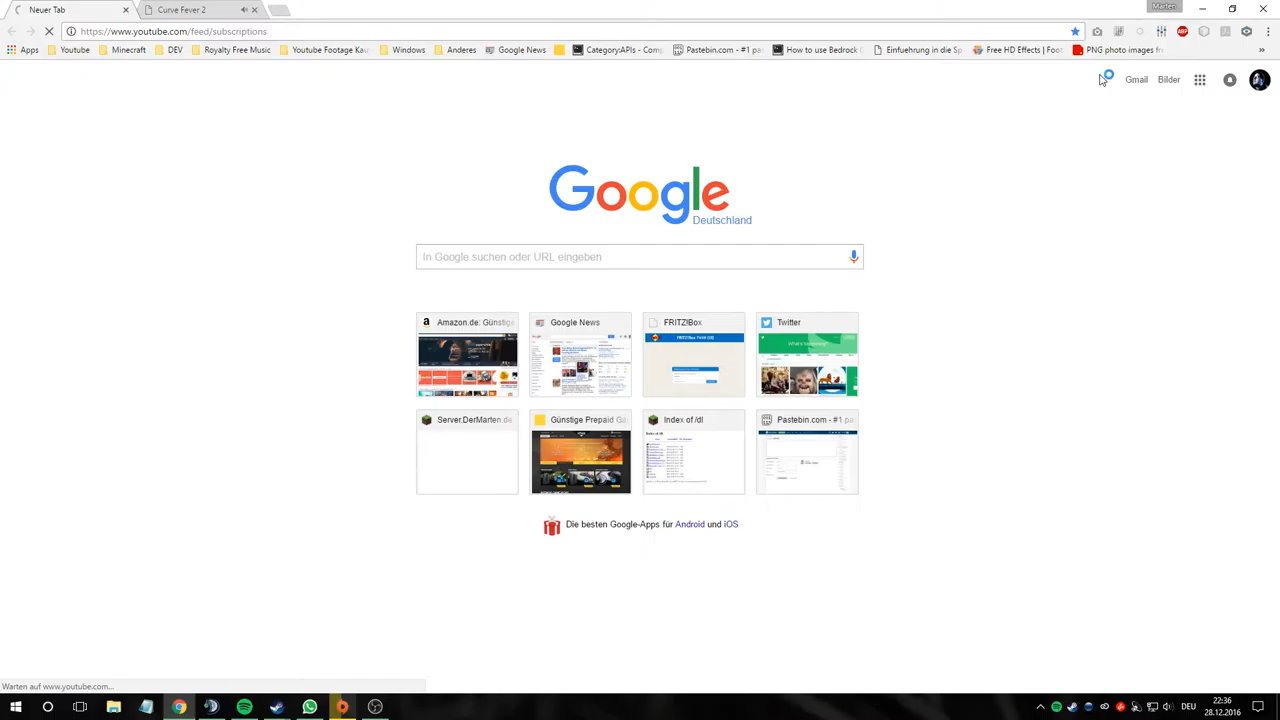 Neuer Tab
Curve Fever 2
Marten
https://www.youtube.com/feed/subscriptions
Apps
Youtube
Minecraft
DEV
Royalty Free Music
Youtube Footage Kau
Windows
Anderes
Google News
Category:APIs - Comp
Pastebin.com - #1 pas
How to use Bedrock C
Einfuehrung in die Sp
Free HD Effects | Foot
PNG photo images fre
»
ABP
Gmail
Bilder
Google
Deutschland
In Google suchen oder URL eingeben
Amazon.de: Günstige
Google News
FRITZ!Box
Twitter
Server.DerMarten.de
Günstige Prepaid Ga
Index of /dl
Pastebin.com - #1 pa
Die besten Google-Apps für Android und iOS
Warten auf www.youtube.com...
DEU
22:36
28.12.2016